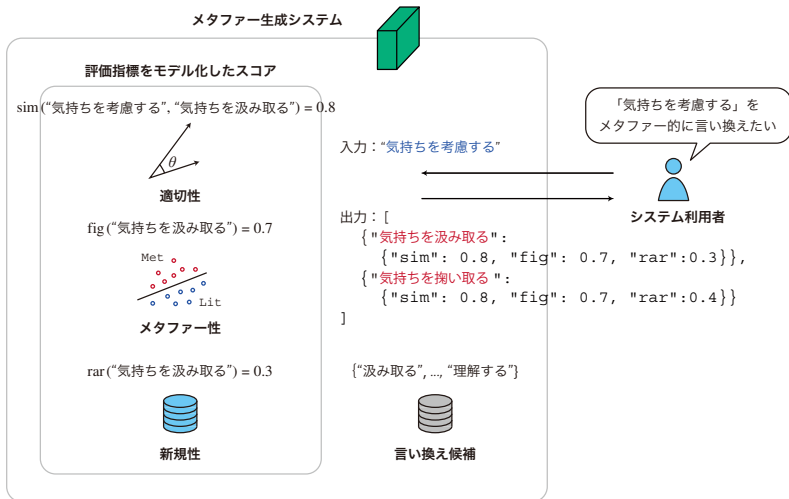 メタファー生成システム
評価指標をモデル化したスコア
sim(“気持ちを考慮する”, “気持ちを汲み取る”) = 0.8
θ
適切性
fig(“気持ちを汲み取る”) = 0.7
Met
Lit
メタファー性
rar(“気持ちを汲み取る”) = 0.3
新規性
入力：“気持ちを考慮する”
出力：[
{"気持ちを汲み取る":
{"sim": 0.8, "fig": 0.7, "rar":0.3}},
{"気持ちを掬い取る":
{"sim": 0.8, "fig": 0.7, "rar":0.4}}
]
{“汲み取る”, ..., “理解する”}
言い換え候補
「気持ちを考慮する」を
メタファー的に言い換えたい
システム利用者